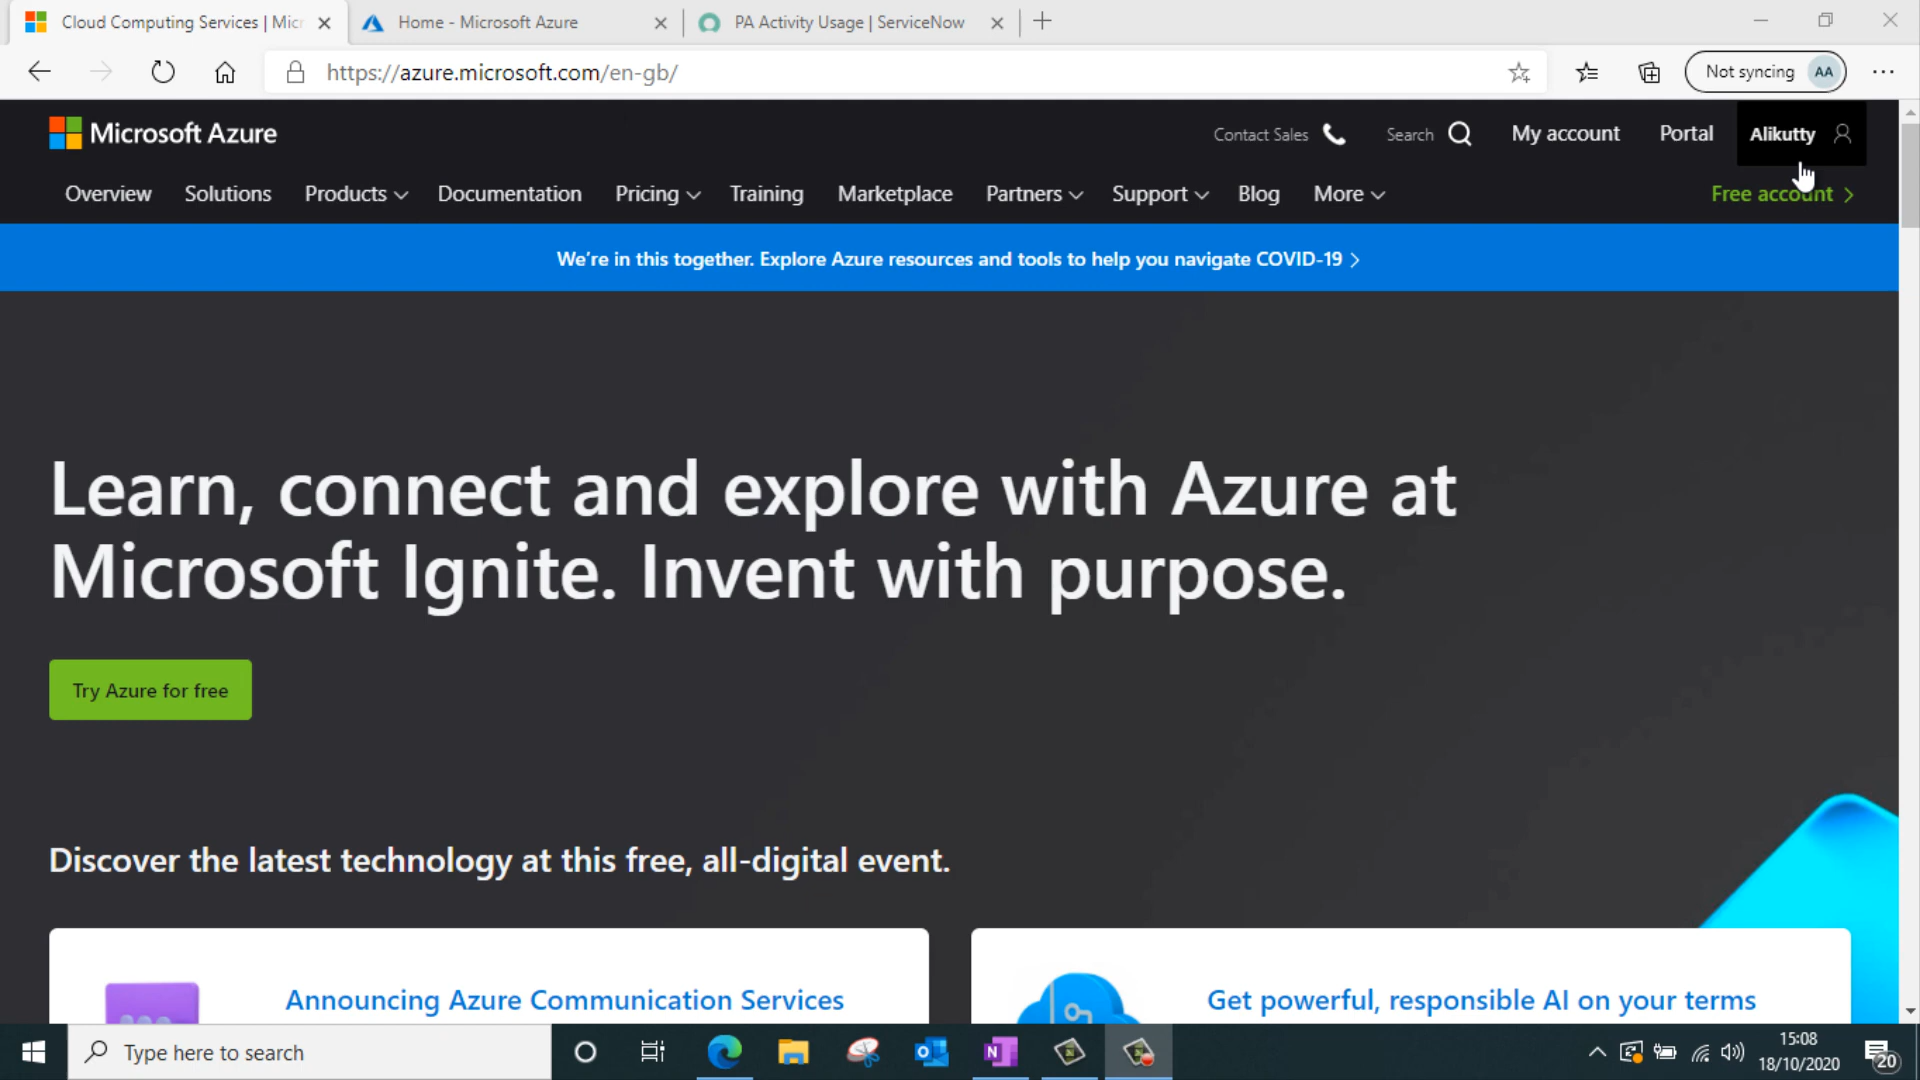 Cloud Computing Services | Micr
Home - Microsoft Azure
PA Activity Usage | ServiceNow
https://azure.microsoft.com/en-gb/
Not syncing AA
Microsoft Azure
Contact Sales
Search
My account
Portal
Alikutty
Overview
Solutions
Products
Documentation
Pricing
Training
Marketplace
Partners
Support
Blog
More
Free account
We're in this together. Explore Azure resources and tools to help you navigate COVID-19
Learn, connect and explore with Azure at
Microsoft Ignite. Invent with purpose.
Try Azure for free
Discover the latest technology at this free, all-digital event.
Announcing Azure Communication Services
Get powerful, responsible AI on your terms
Type here to search
15:08
18/10/2020
20